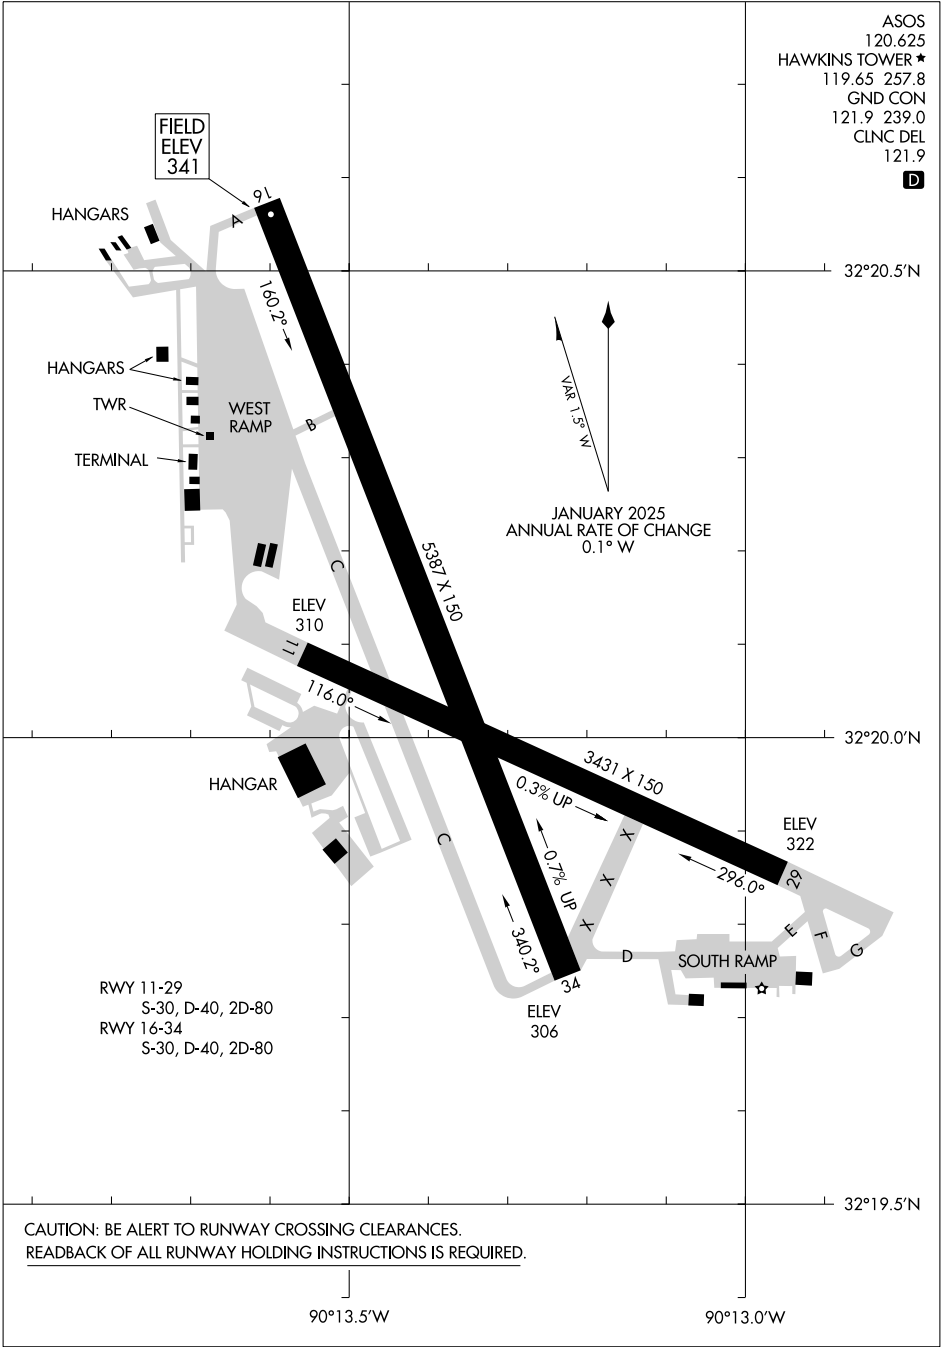 ASOS
120.625
HAWKINS TOWER ★
119.65 257.8
GND CON
121.9 239.0
CLNC DEL
121.9
D
FIELD
ELEV
341
16
A
HANGARS
32°20.5'N
160.2°
HANGARS
TWR
WEST
RAMP
B
TERMINAL
VAR 1.5° W
JANUARY 2025
ANNUAL RATE OF CHANGE
0.1° W
5387 X 150
C
ELEV
310
11
116.0°
32°20.0'N
HANGAR
3431 X 150
0.3% UP
ELEV
322
C
X
X
X
0.7% UP
296.0°
29
340.2°
D
E
F
G
SOUTH RAMP
34
ELEV
306
RWY 11-29
S-30, D-40, 2D-80
RWY 16-34
S-30, D-40, 2D-80
32°19.5'N
CAUTION: BE ALERT TO RUNWAY CROSSING CLEARANCES.
READBACK OF ALL RUNWAY HOLDING INSTRUCTIONS IS REQUIRED.
90°13.5'W
90°13.0'W